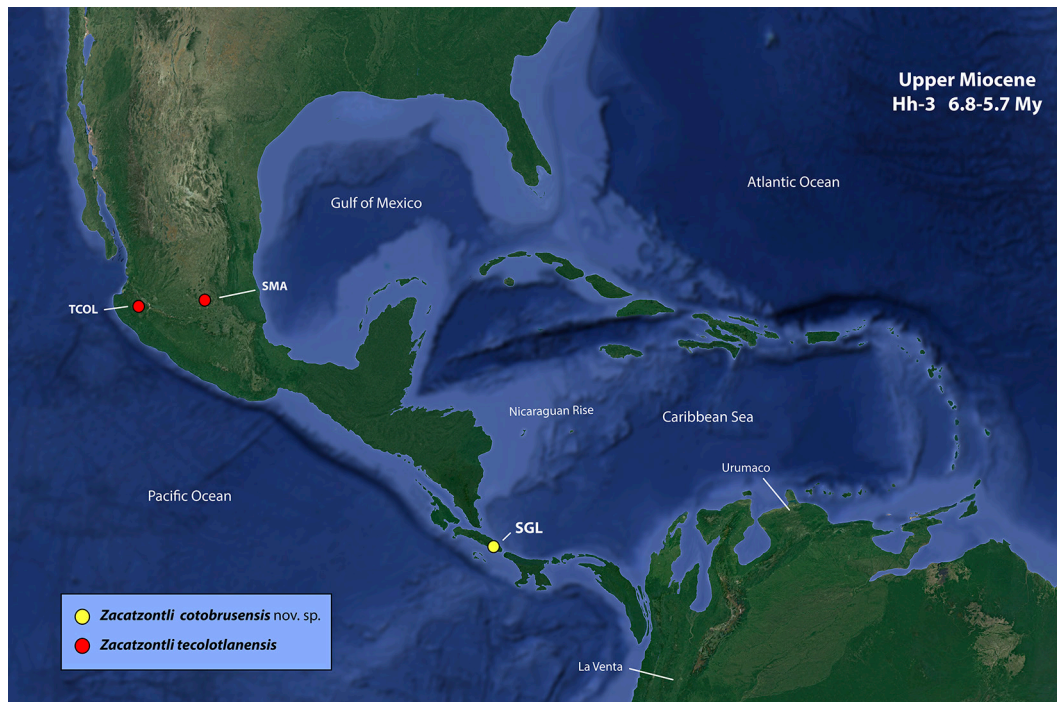 Upper Miocene
Hh-3 6.8-5.7 My
Atlantic Ocean
Gulf of Mexico
SMA
TCOL
Nicaraguan Rise
Caribbean Sea
Urumaco
Pacific Ocean
SGL
Zacatzontli cotobrusensis nov. sp.
Zacatzontli tecolotlanensis
La Venta